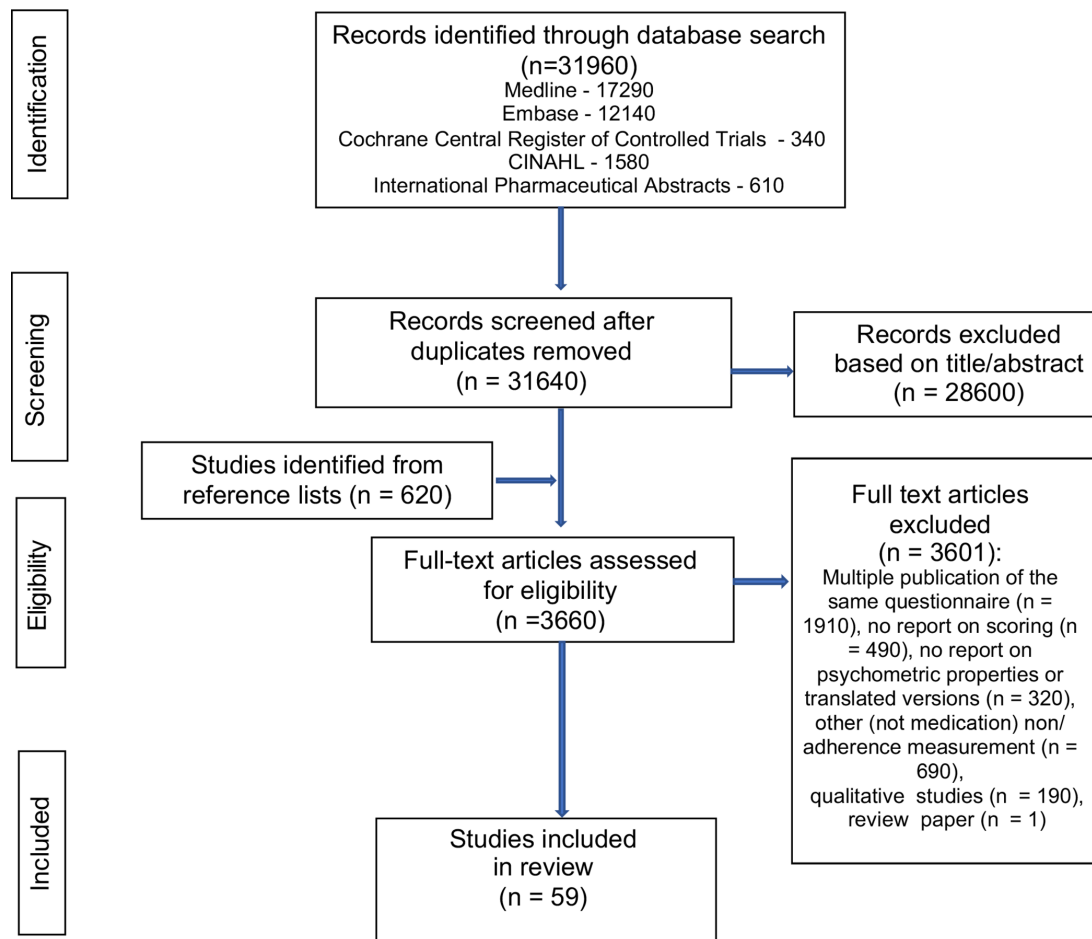 Identification
Records identified through database search
(n=31960)
Medline - 17290
Embase - 12140
Cochrane Central Register of Controlled Trials - 340
CINAHL - 1580
International Pharmaceutical Abstracts - 610
Screening
Records screened after
duplicates removed
(n = 31640)
Records excluded
based on title/abstract
(n = 28600)
Studies identified from
reference lists (n = 620)
Eligibility
Full-text articles assessed
for eligibility
(n =3660)
Full text articles
excluded
(n = 3601):
Multiple publication of the
same questionnaire (n =
1910), no report on scoring (n
= 490), no report on
psychometric properties or
translated versions (n = 320),
other (not medication) non/
adherence measurement (n =
690),
qualitative studies (n = 190),
review paper (n = 1)
Included
Studies included
in review
(n = 59)